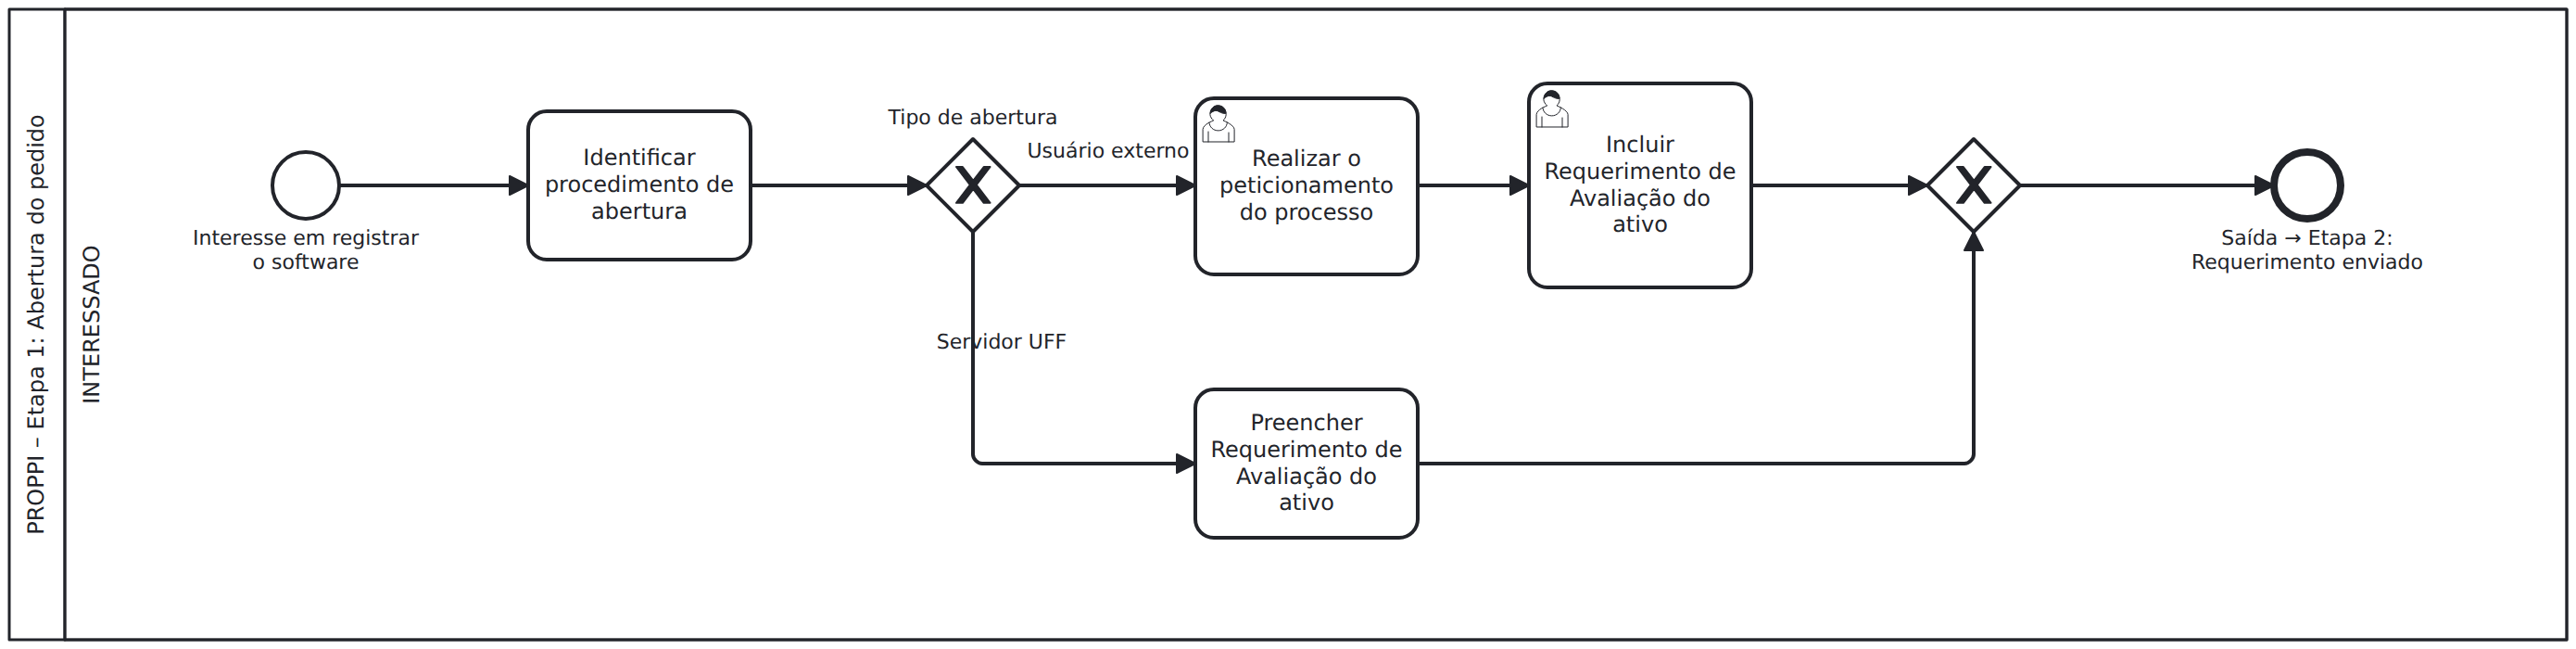 PROPPI – Etapa 1: Abertura do pedido
INTERESSADO
Interesse em registrar
o software
Identificar
procedimento de
abertura
Tipo de abertura
Usuário externo
Servidor UFF
Realizar o
peticionamento
do processo
Incluir
Requerimento de
Avaliação do
ativo
Preencher
Requerimento de
Avaliação do
ativo
Saída → Etapa 2:
Requerimento enviado